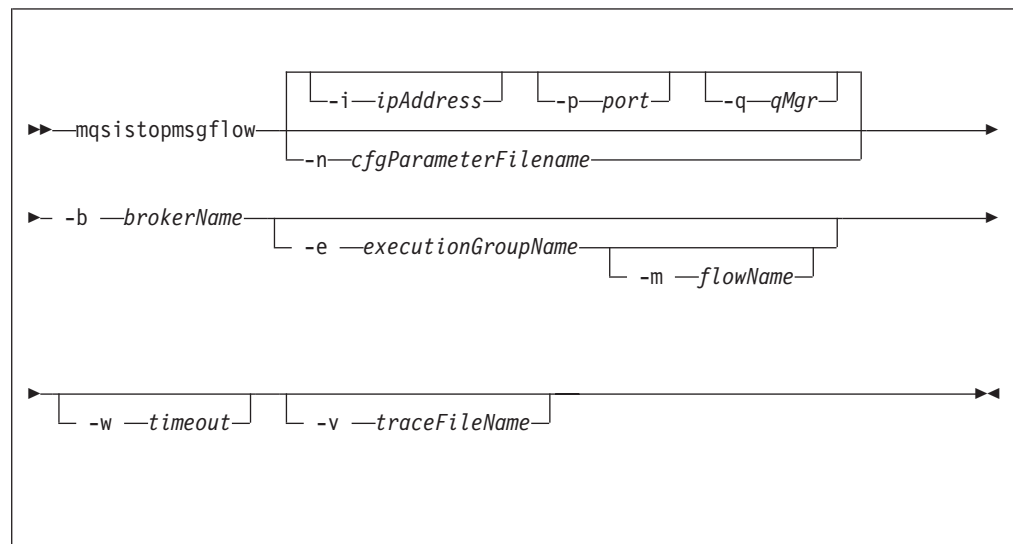 -i ipAddress -p port -q qMgr
mqsistopmsgflow
-n cfgParameterFilename
-b brokerName
-e executionGroupName
-m flowName
-w timeout -v traceFileName